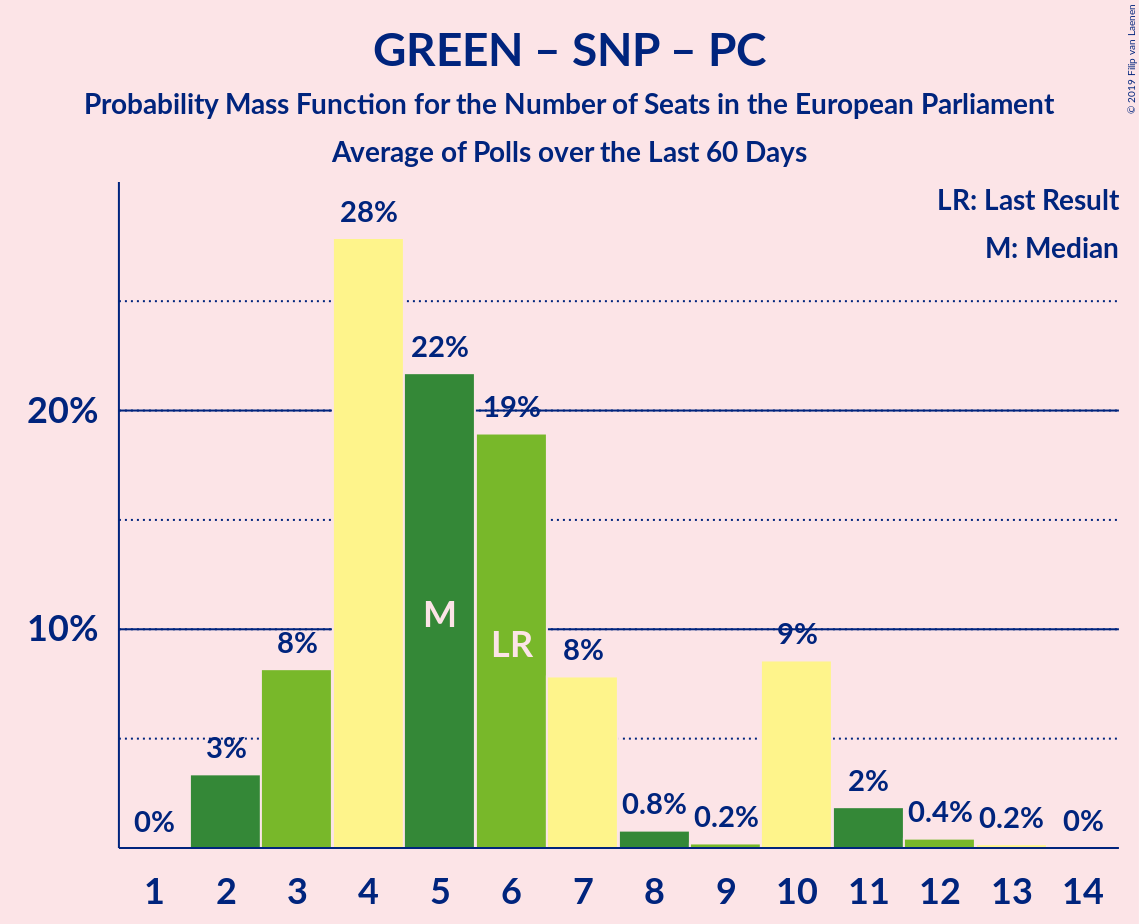 GREEN – SNP – PC
Probability Mass Function for the Number of Seats in the European Parliament
Average of Polls over the Last 60 Days
© 2019 Filip van Laenen
LR: Last Result
M: Median
28%
22%
20%
19%
M
LR
10%
8%
8%
9%
3%
2%
0%
0.8%
0.2%
0.4%
0.2%
0%
1 2 3 4 5 6 7 8 9 10 11 12 13 14